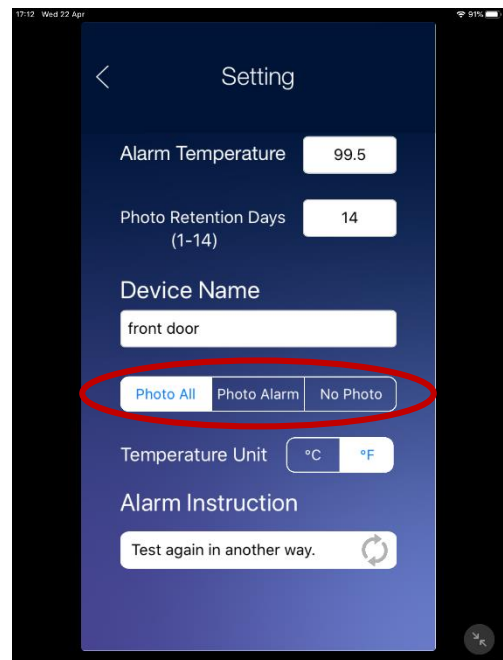 17:12 Wed 22 Apr 91%
Setting
Alarm Temperature 99.5
Photo Retention Days 14
(1-14)
Device Name
front door
Photo All Photo Alarm No Photo
Temperature Unit °C °F
Alarm Instruction
Test again in another way.